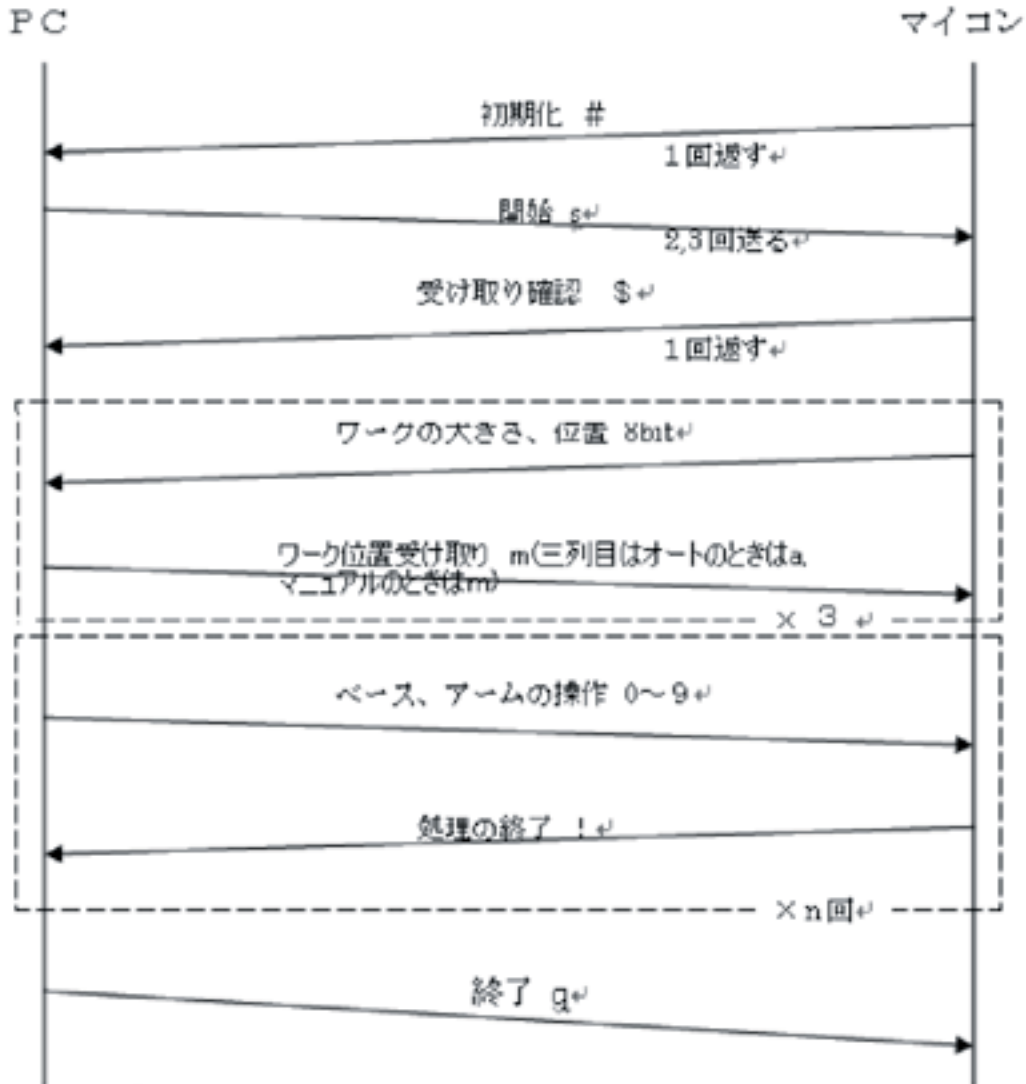 PC
マイコン
初期化 #
1回返す↵
開始 s↵
2,3回送る↵
受け取り確認 $↵
1回返す↵
ワークの大きさ、位置 8bit↵
ワーク位置受け取り m(三列目はオートのときはa、
マニュアルのときはm)
× 3 ↵
ベース、アームの操作 0～9↵
処理の終了 !↵
×n回↵
終了 q↵